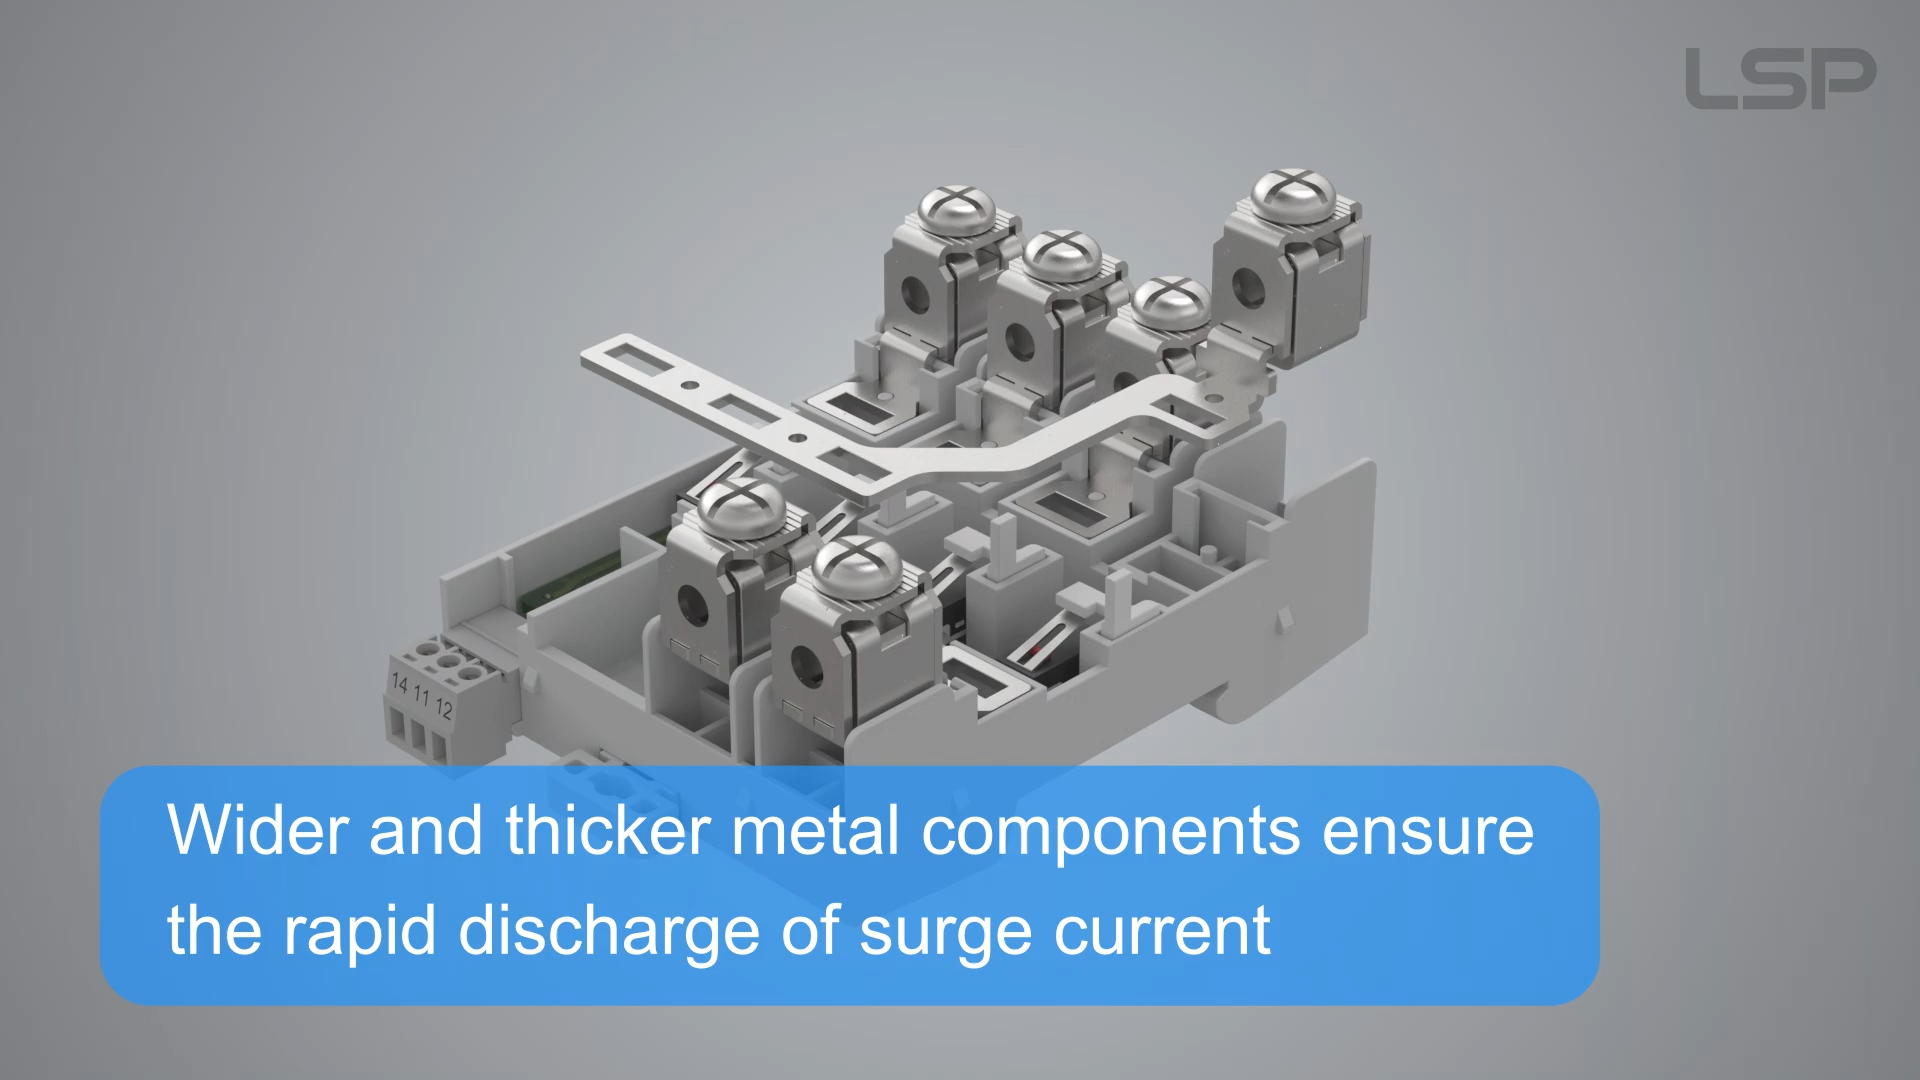 LSP
14 11 12
Wider and thicker metal components ensure
the rapid discharge of surge current